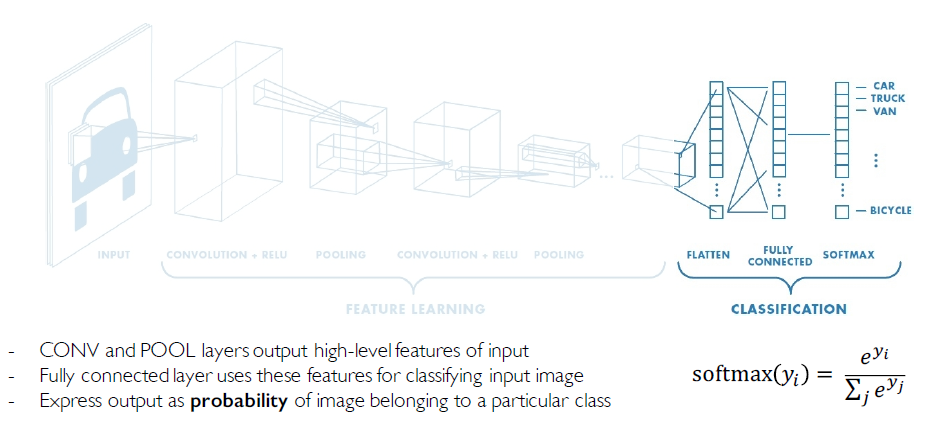 CAR
TRUCK
VAN
BICYCLE
INPUT
CONVOLUTION + RELU
POOLING
CONVOLUTION + RELU
POOLING
FLATTEN
FULLY
CONNECTED
SOFTMAX
FEATURE LEARNING
CLASSIFICATION
- CONV and POOL layers output high-level features of input
- Fully connected layer uses these features for classifying input image
- Express output as probability of image belonging to a particular class
softmax(yᵢ) = e^{yᵢ} / Σⱼ e^{yⱼ}